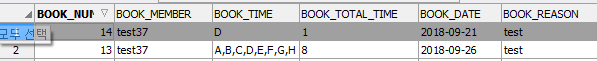 BOOK_NUM BOOK_MEMBER BOOK_TIME BOOK_TOTAL_TIME BOOK_DATE BOOK_REASON
모두 선택 14 test37 D 1 2018-09-21 test
2 13 test37 A,B,C,D,E,F,G,H 8 2018-09-26 test